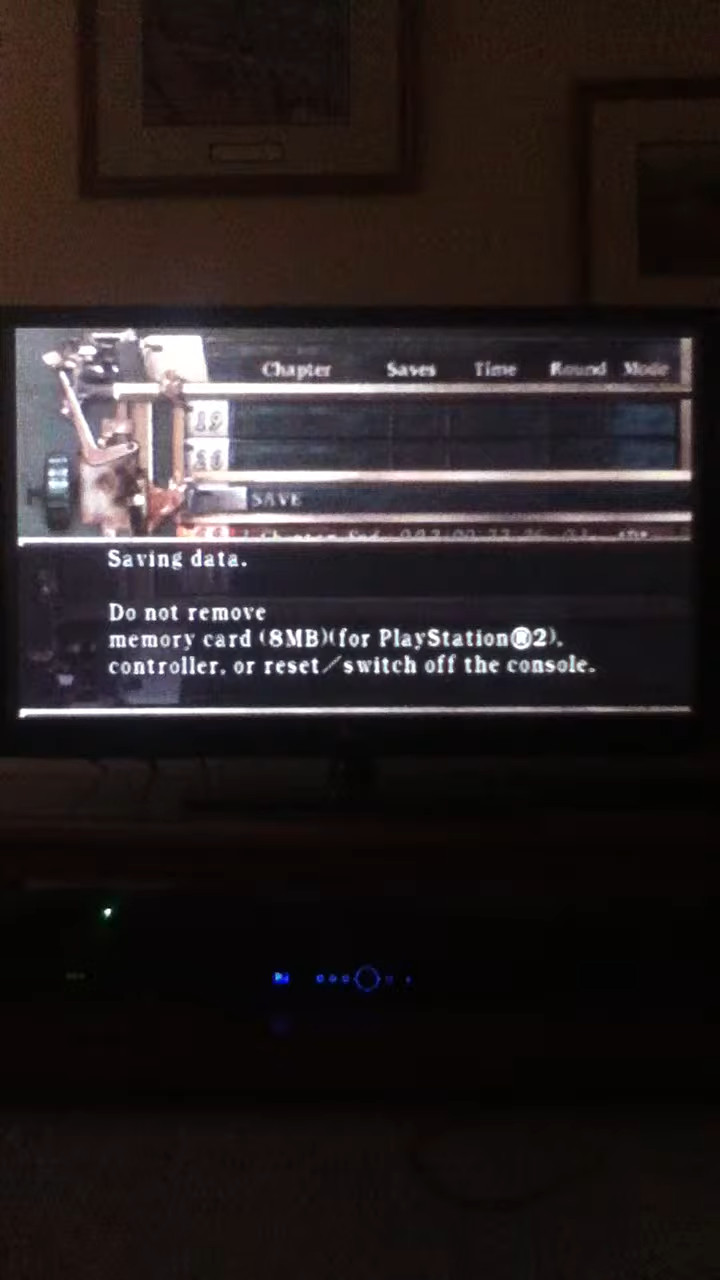 Chapter Saves Time Round Mode
19
SAVE
Saving data.
Do not remove
memory card (8MB)(for PlayStation®2),
controller, or reset/switch off the console.